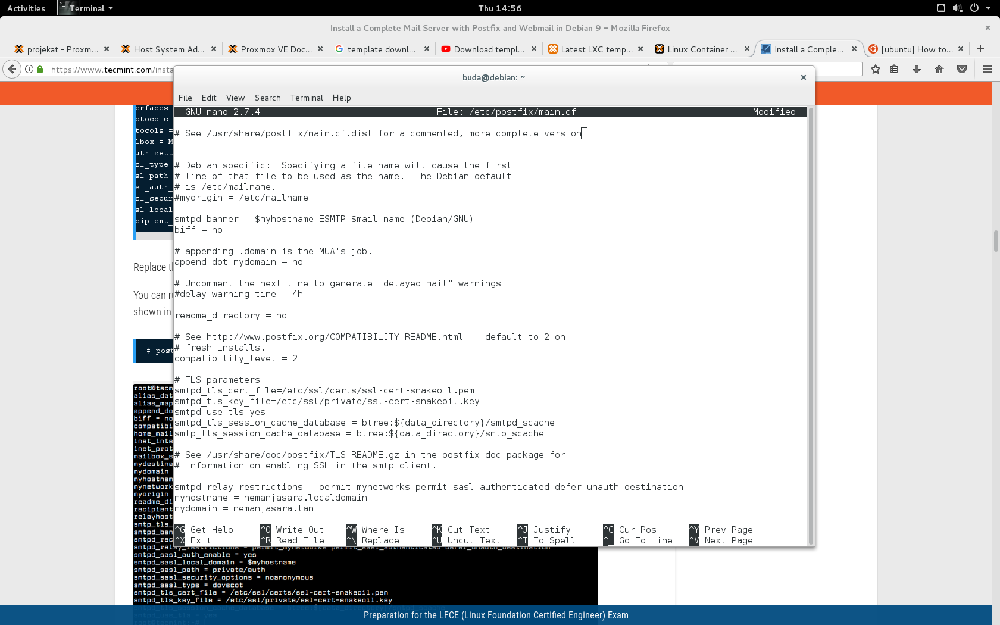 Activities
Terminal
Thu 14:56
Install a Complete Mail Server with Postfix and Webmail in Debian 9 – Mozilla Firefox
projekat - Proxm...
Host System Ad...
Proxmox VE Doc...
template downl...
Download templ...
Latest LXC temp...
Linux Container ...
Install a Comple...
[ubuntu] How to...
https://www.tecmint.com/insta
buda@debian: ~
File Edit View Search Terminal Help
GNU nano 2.7.4 File: /etc/postfix/main.cf Modified
# See /usr/share/postfix/main.cf.dist for a commented, more complete version
# Debian specific:  Specifying a file name will cause the first
# line of that file to be used as the name.  The Debian default
# is /etc/mailname.
#myorigin = /etc/mailname
smtpd_banner = $myhostname ESMTP $mail_name (Debian/GNU)
biff = no
# appending .domain is the MUA's job.
append_dot_mydomain = no
# Uncomment the next line to generate "delayed mail" warnings
#delay_warning_time = 4h
readme_directory = no
# See http://www.postfix.org/COMPATIBILITY_README.html -- default to 2 on
# fresh installs.
compatibility_level = 2
# TLS parameters
smtpd_tls_cert_file=/etc/ssl/certs/ssl-cert-snakeoil.pem
smtpd_tls_key_file=/etc/ssl/private/ssl-cert-snakeoil.key
smtpd_use_tls=yes
smtpd_tls_session_cache_database = btree:${data_directory}/smtpd_scache
smtp_tls_session_cache_database = btree:${data_directory}/smtp_scache
# See /usr/share/doc/postfix/TLS_README.gz in the postfix-doc package for
# information on enabling SSL in the smtp client.
smtpd_relay_restrictions = permit_mynetworks permit_sasl_authenticated defer_unauth_destination
myhostname = nemanjasara.localdomain
mydomain = nemanjasara.lan
^G Get Help ^O Write Out ^W Where Is ^K Cut Text ^J Justify ^C Cur Pos ^Y Prev Page
^X Exit ^R Read File ^\ Replace ^U Uncut Text ^T To Spell ^_ Go To Line ^V Next Page
erfaces
otocols
tocols =
lbox = M
uth sett
sl_type
sl_path
sl_auth_
sl_secur
sl_local
cipient_
Replace th
You can ru
shown in
# post
root@tecm
alias_dat
alias_map
append_do
biff = no
compatibi
home_mail
inet_inte
inet_prot
mailbox_s
mydestina
mydomain
myhostnam
mynetwork
myorigin
readme_di
recipient
relayhost
smtp_tls_
smtpd_ban
smtpd_rec
smtpd_relay_restrictions = permit_mynetworks permit_sasl_authenticated defer_unauth_destination
smtpd_sasl_auth_enable = yes
smtpd_sasl_local_domain = $myhostname
smtpd_sasl_path = private/auth
smtpd_sasl_security_options = noanonymous
smtpd_sasl_type = dovecot
smtpd_tls_cert_file = /etc/ssl/certs/ssl-cert-snakeoil.pem
smtpd_tls_key_file = /etc/ssl/private/ssl-cert-snakeoil.key
Preparation for the LFCE (Linux Foundation Certified Engineer) Exam